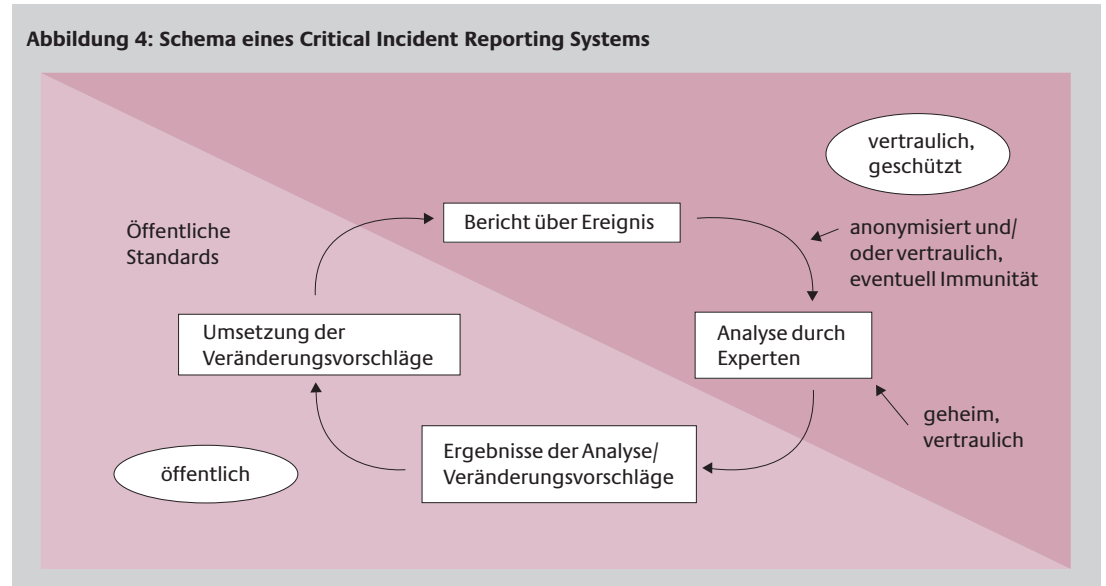 Abbildung 4: Schema eines Critical Incident Reporting Systems
vertraulich,
geschützt
Bericht über Ereignis
anonymisiert und/
oder vertraulich,
eventuell Immunität
Öffentliche
Standards
Umsetzung der
Veränderungsvorschläge
Analyse durch
Experten
geheim,
vertraulich
Ergebnisse der Analyse/
Veränderungsvorschläge
öffentlich